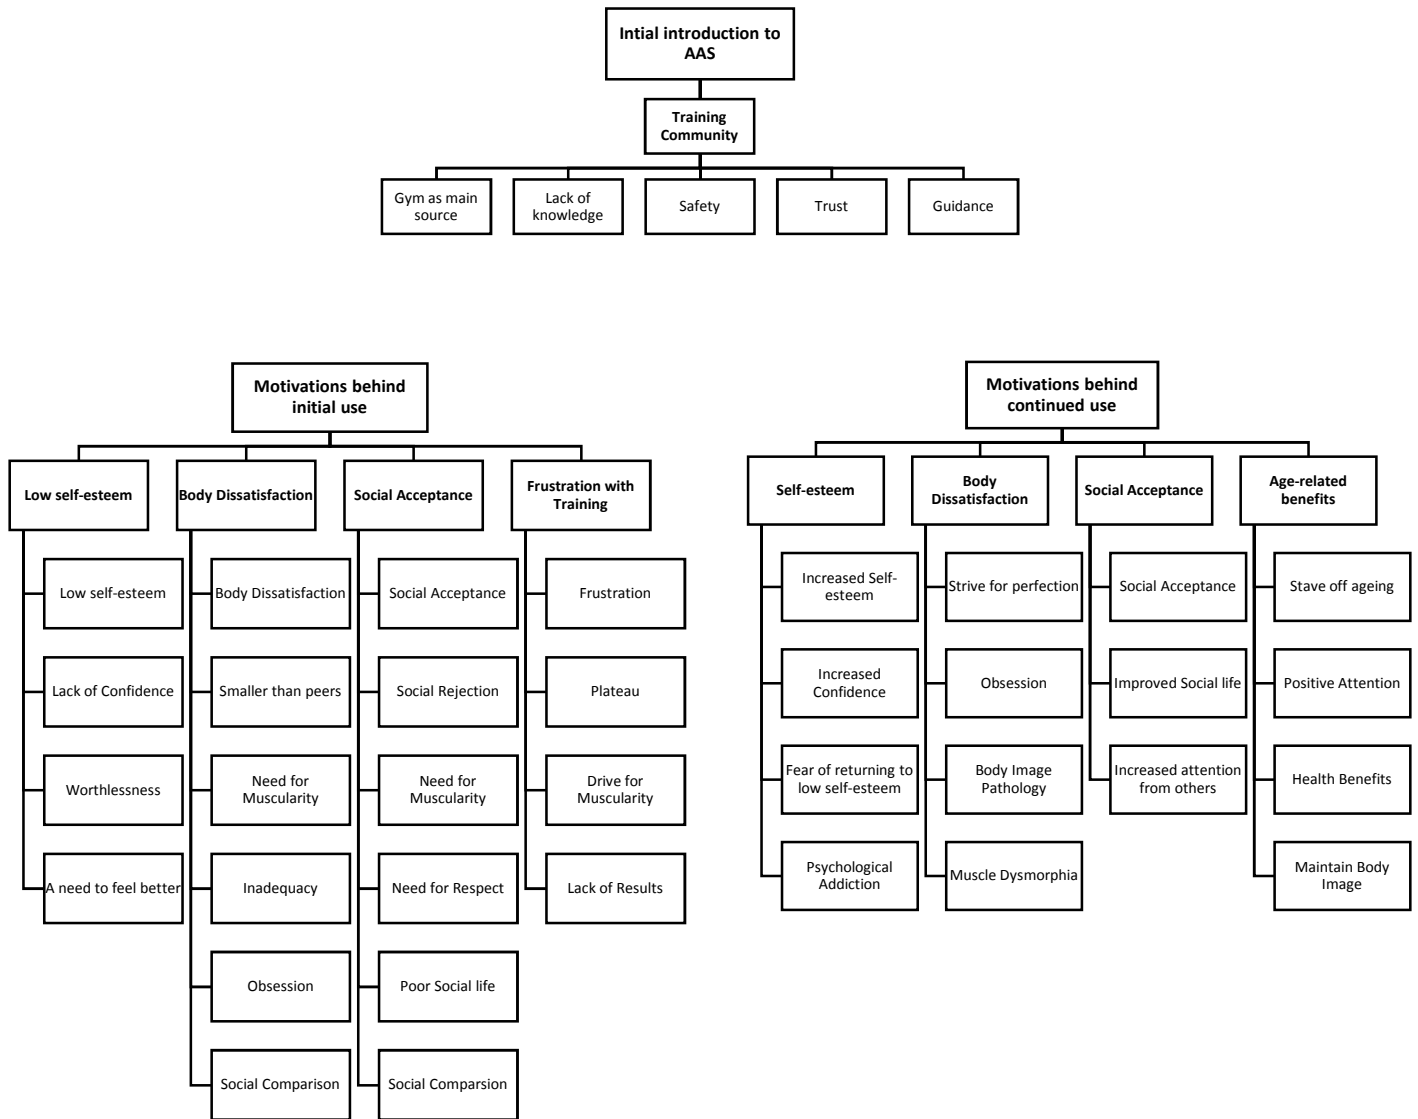 Intial introduction to
AAS
Training
Community
Gym as main
source
Lack of
knowledge
Safety
Trust
Guidance
Motivations behind
initial use
Low self-esteem
Low self-esteem
Lack of Confidence
Worthlessness
A need to feel better
Body Dissatisfaction
Body Dissatisfaction
Smaller than peers
Need for
Muscularity
Inadequacy
Obsession
Social Comparison
Social Acceptance
Social Acceptance
Social Rejection
Need for
Muscularity
Need for Respect
Poor Social life
Social Comparsion
Frustration with
Training
Frustration
Plateau
Drive for
Muscularity
Lack of Results
Motivations behind
continued use
Self-esteem
Increased Self-
esteem
Increased
Confidence
Fear of returning to
low self-esteem
Psychological
Addiction
Body
Dissatisfaction
Strive for perfection
Obsession
Body Image
Pathology
Muscle Dysmorphia
Social Acceptance
Social Acceptance
Improved Social life
Increased attention
from others
Age-related
benefits
Stave off ageing
Positive Attention
Health Benefits
Maintain Body
Image